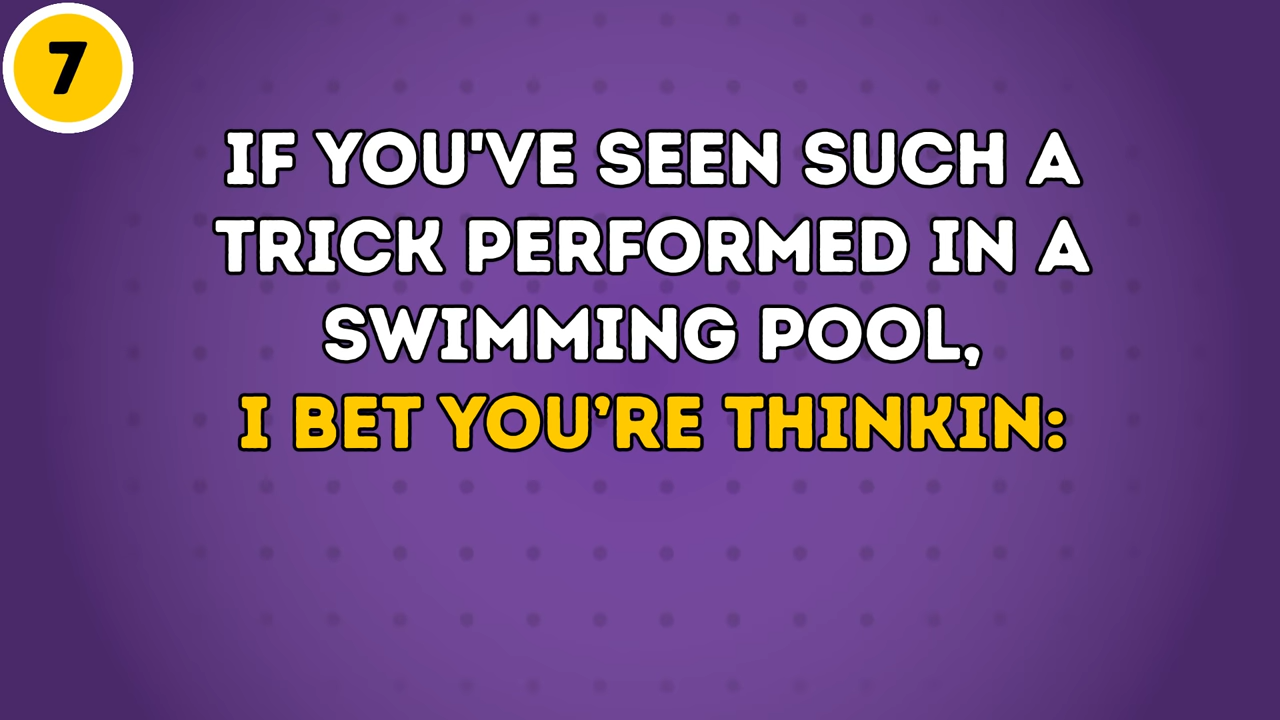 7
IF YOU'VE SEEN SUCH A
TRICK PERFORMED IN A
SWIMMING POOL,
I BET YOU’RE THINKIN: